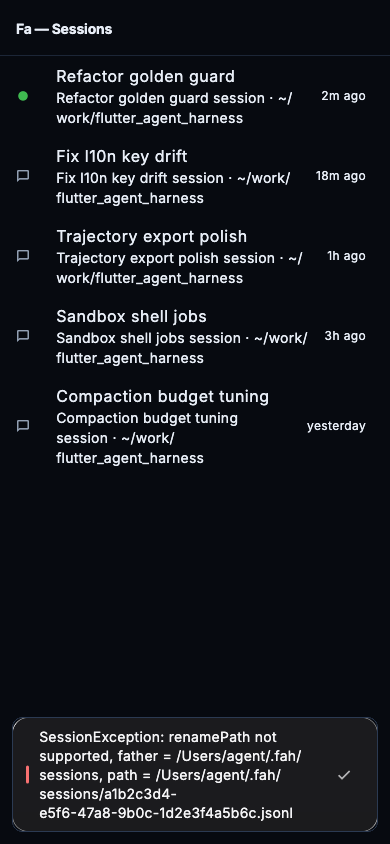 Fa — Sessions
Refactor golden guard
Refactor golden guard session · ~/
work/flutter_agent_harness
2m ago
Fix l10n key drift
Fix l10n key drift session · ~/work/
flutter_agent_harness
18m ago
Trajectory export polish
Trajectory export polish session · ~/
work/flutter_agent_harness
1h ago
Sandbox shell jobs
Sandbox shell jobs session · ~/work/
flutter_agent_harness
3h ago
Compaction budget tuning
Compaction budget tuning
session · ~/work/
flutter_agent_harness
yesterday
SessionException: renamePath not
supported, father = /Users/agent/.fah/
sessions, path = /Users/agent/.fah/
sessions/a1b2c3d4-
e5f6-47a8-9b0c-1d2e3f4a5b6c.jsonl